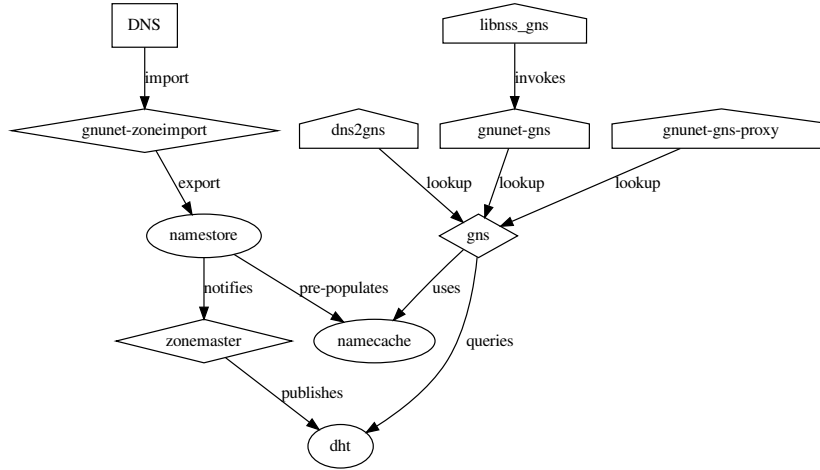 DNS
libnss_gns
import
invokes
gnunet-zoneimport
dns2gns
gnunet-gns
gnunet-gns-proxy
export
lookup
lookup
lookup
namestore
gns
notifies
pre-populates
uses
zonemaster
namecache
queries
publishes
dht